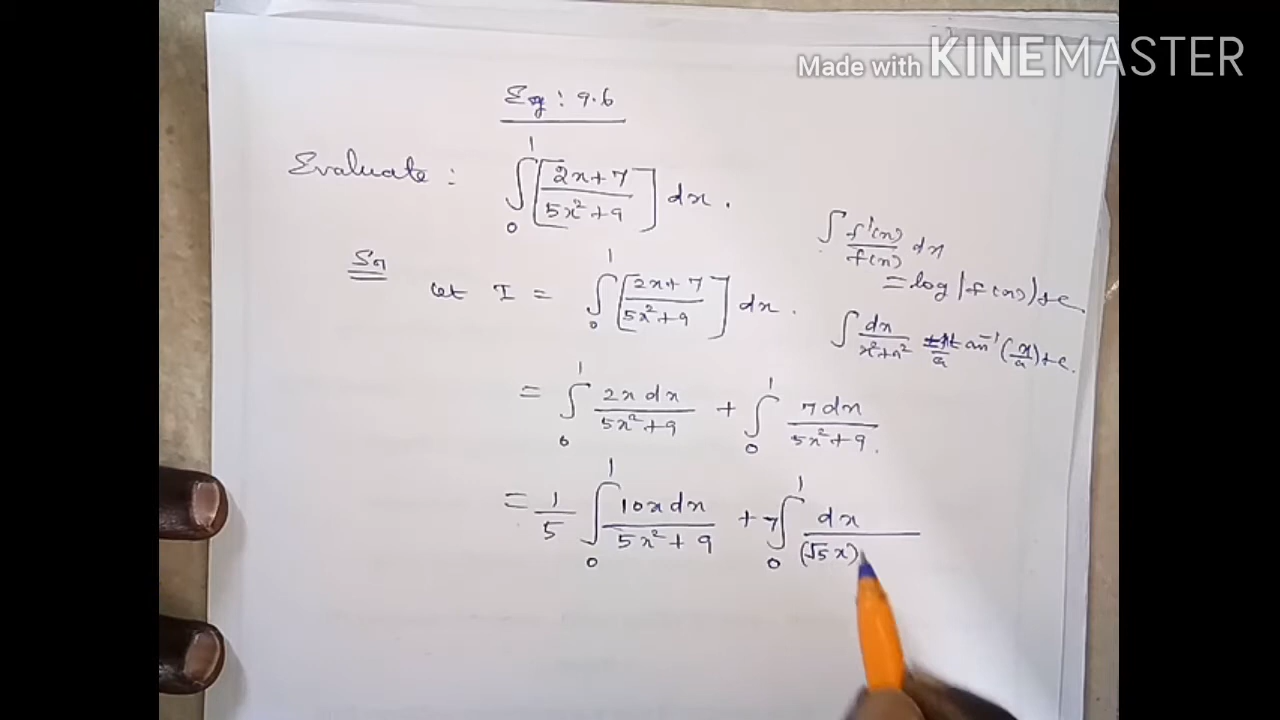 Made with KINEMASTER
Eg: 9.6
Evaluate: ∫₀¹ [(2x+7)/(5x²+9)] dx.
∫ f'(x)/f(x) dx
= log|f(x)|+c
Sn
Let I = ∫₀¹ [(2x+7)/(5x²+9)] dx.
∫ dx/(x²+a²) = 1/a tan⁻¹(x/a)+c.
= ∫₀¹ 2x dx/(5x²+9) + ∫₀¹ 7dx/(5x²+9).
= 1/5 ∫₀¹ 10x dx/(5x²+9) + 7∫₀¹ dx/(√5x)